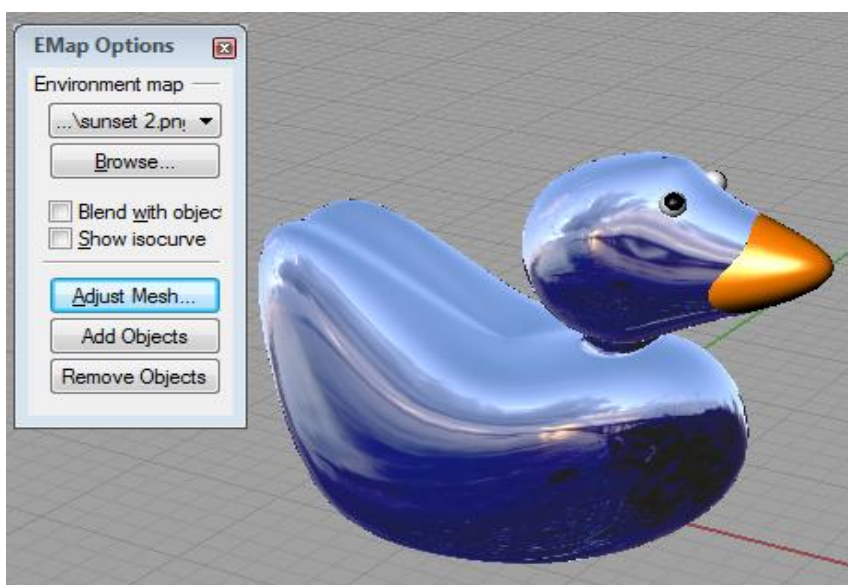 EMap Options
Environment map
...\sunset 2.pn
Browse...
Blend with objec
Show isocurve
Adjust Mesh...
Add Objects
Remove Objects